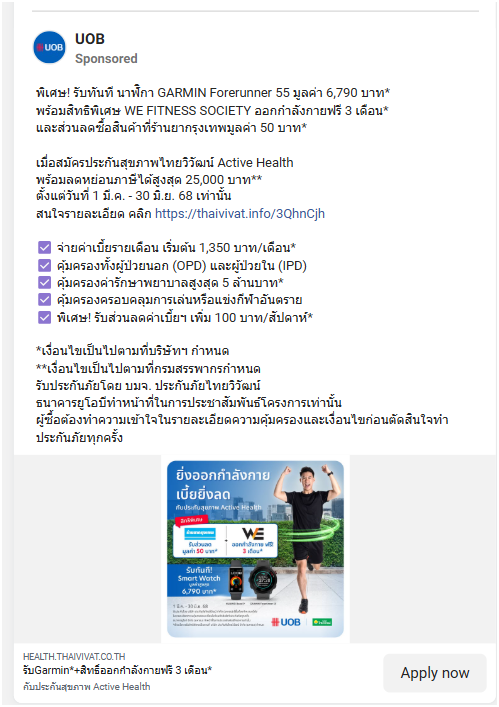 UOB
Sponsored
พิเศษ! รับทันที นาฬิกา GARMIN Forerunner 55 มูลค่า 6,790 บาท*
พร้อมสิทธิพิเศษ WE FITNESS SOCIETY ออกกำลังกายฟรี 3 เดือน*
และส่วนลดซื้อสินค้าที่ร้านยากรุงเทพมูลค่า 50 บาท*
เมื่อสมัครประกันสุขภาพไทยวิวัฒน์ Active Health
พร้อมลดหย่อนภาษีได้สูงสุด 25,000 บาท**
ตั้งแต่วันที่ 1 มี.ค. - 30 มิ.ย. 68 เท่านั้น
สนใจรายละเอียด คลิก https://thaivivat.info/3QhnCjh
จ่ายค่าเบี้ยรายเดือน เริ่มต้น 1,350 บาท/เดือน*
คุ้มครองทั้งผู้ป่วยนอก (OPD) และผู้ป่วยใน (IPD)
คุ้มครองค่ารักษาพยาบาลสูงสุด 5 ล้านบาท*
คุ้มครองครอบคลุมการเล่นหรือแข่งกีฬาอันตราย
พิเศษ! รับส่วนลดค่าเบี้ยฯ เพิ่ม 100 บาท/สัปดาห์*
*เงื่อนไขเป็นไปตามที่บริษัทฯ กำหนด
**เงื่อนไขเป็นไปตามที่กรมสรรพากรกำหนด
รับประกันภัยโดย บมจ. ประกันภัยไทยวิวัฒน์
ธนาคารยูโอบีทำหน้าที่ในการประชาสัมพันธ์โครงการเท่านั้น
ผู้ซื้อต้องทำความเข้าใจในรายละเอียดความคุ้มครองและเงื่อนไขก่อนตัดสินใจทำ
ประกันภัยทุกครั้ง
ยิ่งออกกำลังกาย
เบี้ยยิ่งลด
กับประกันสุขภาพ Active Health
รับส่วนลด
มูลค่า 50 บาท*
WE
ออกกำลังกาย ฟรี!
3 เดือน*
รับทันที!
Smart Watch
มูลค่าสูงสุด
6,790 บาท*
1 มี.ค. - 30 มิ.ย. 68
UOB
HEALTH.THAIVIVAT.CO.TH
รับGarmin*+สิทธิ์ออกกำลังกายฟรี 3 เดือน*
กับประกันสุขภาพ Active Health
Apply now